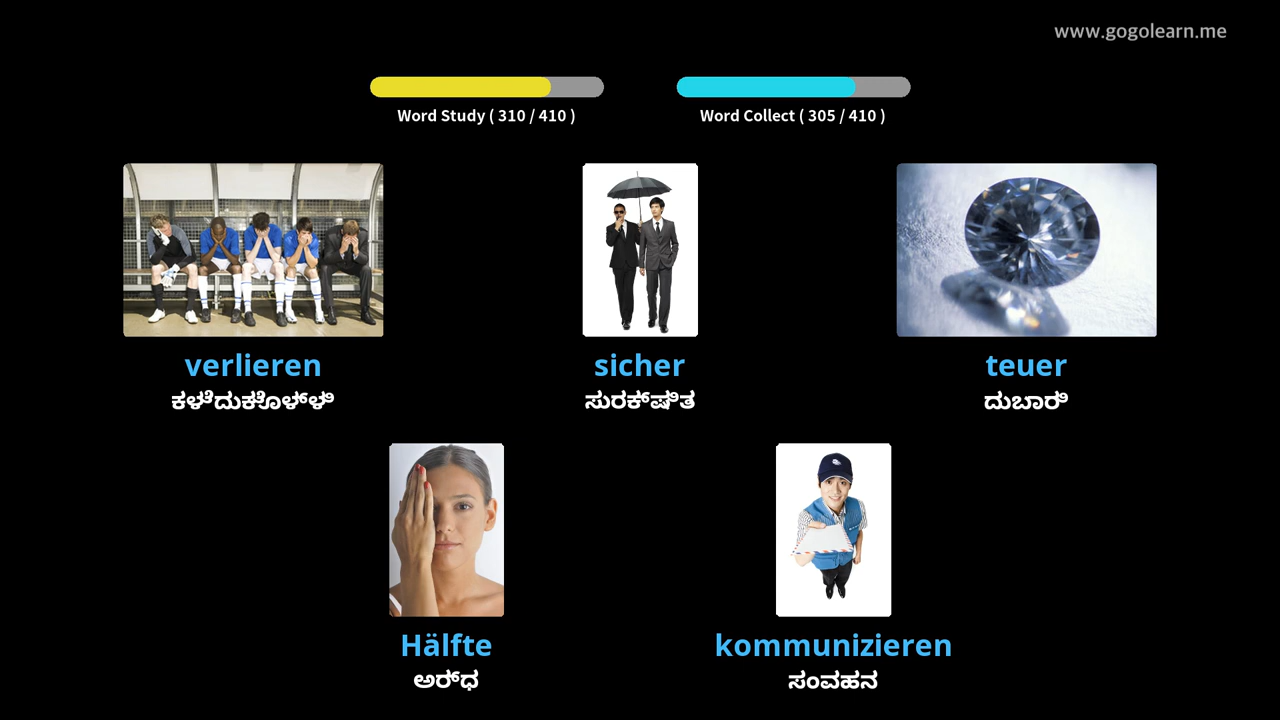 www.gogolearn.me
Word Study ( 310 / 410 )
Word Collect ( 305 / 410 )
verlieren
ಕಳೆದುಕೊಳ್ಳಿ
sicher
ಸುರಕ್ಷಿತ
teuer
ದುಬಾರಿ
Hälfte
ಅರ್ಧ
kommunizieren
ಸಂವಹನ